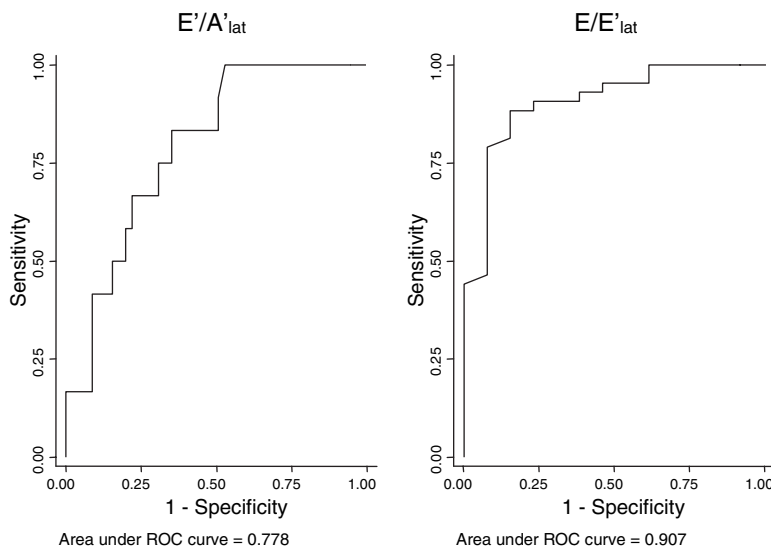 E’/A’lat
1.00
0.75
0.50
0.25
0.00
Sensitivity
0.00 0.25 0.50 0.75 1.00
1 - Specificity
Area under ROC curve = 0.778
E/E’lat
1.00
0.75
0.50
0.25
0.00
Sensitivity
0.00 0.25 0.50 0.75 1.00
1 - Specificity
Area under ROC curve = 0.907